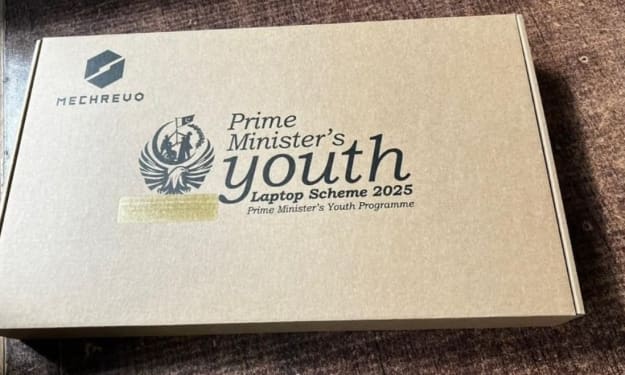 MECHREVO
Prime
Minister's
youth
Laptop Scheme 2025
Prime Minister's Youth Programme